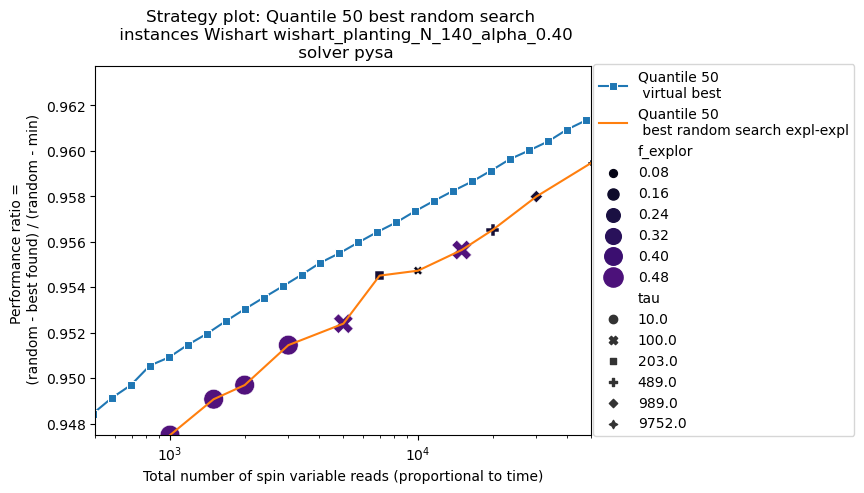 Strategy plot: Quantile 50 best random search
instances Wishart wishart_planting_N_140_alpha_0.40
solver pysa
0.962
0.960
0.958
0.956
0.954
0.952
0.950
0.948
Performance ratio =
(random - best found) / (random - min)
10³
10⁴
Total number of spin variable reads (proportional to time)
Quantile 50
virtual best
Quantile 50
best random search expl-expl
f_explor
0.08
0.16
0.24
0.32
0.40
0.48
tau
10.0
100.0
203.0
489.0
989.0
9752.0